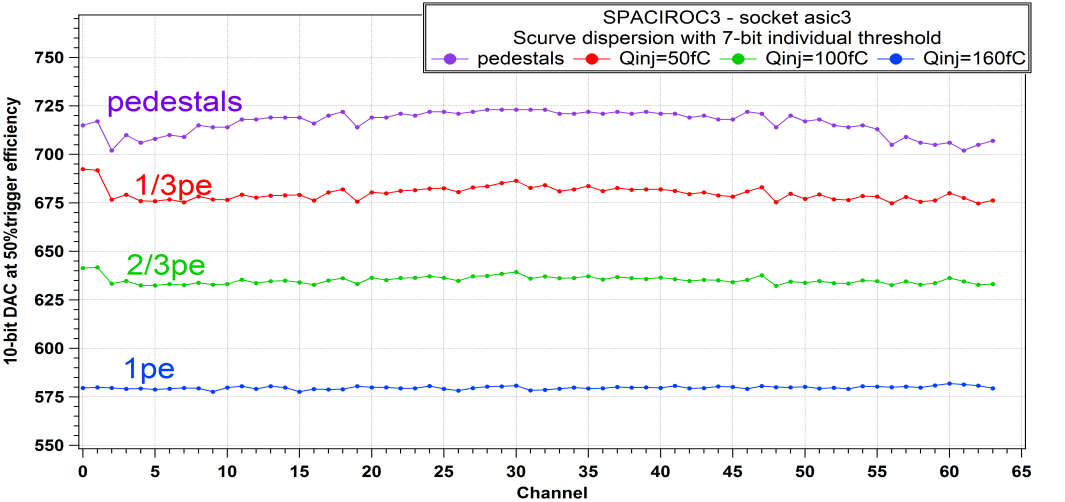 SPACIROC3 - socket asic3
Scurve dispersion with 7-bit individual threshold
pedestals Qinj=50fC Qinj=100fC Qinj=160fC
10-bit DAC at 50%trigger efficiency
750
725
700
675
650
625
600
575
550
pedestals
1/3pe
2/3pe
1pe
0 5 10 15 20 25 30 35 40 45 50 55 60 65
Channel